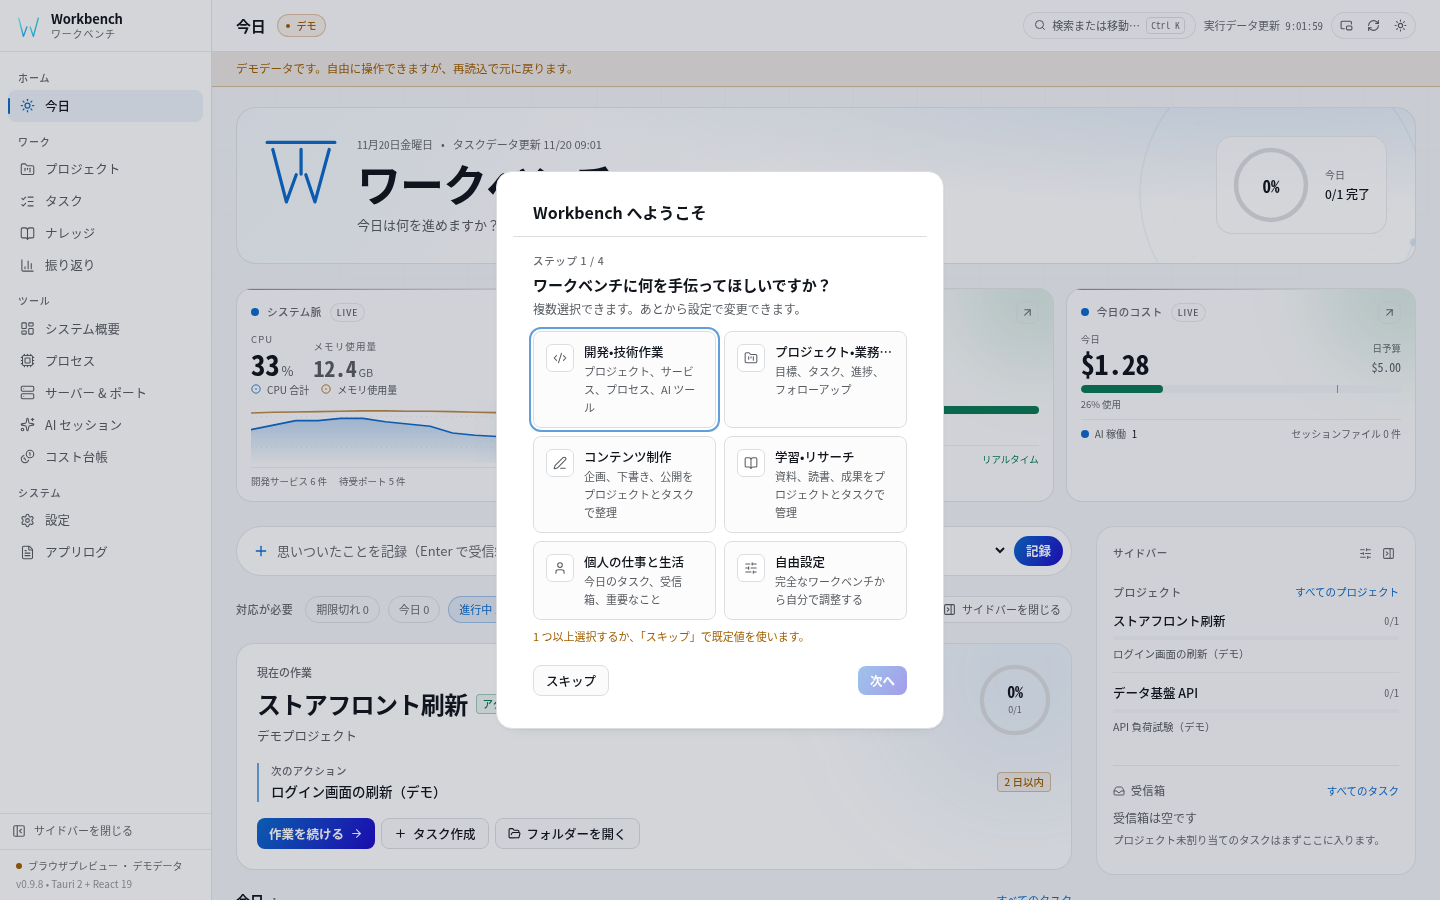 Workbench
ワークベンチ
ホーム
今日
ワーク
プロジェクト
タスク
ナレッジ
振り返り
ツール
システム概要
プロセス
サーバー & ポート
AI セッション
コスト台帳
システム
設定
アプリログ
サイドバーを閉じる
ブラウザプレビュー ・ デモデータ
v0.9.8 • Tauri 2 + React 19
今日
デモ
検索または移動…
Ctrl K
実行データ更新 9:01:59
デモデータです。自由に操作できますが、再読込で元に戻ります。
11月20日金曜日 • タスクデータ更新 11/20 09:01
ワークベンチ
今日は何を進めますか？
0%
今日
0/1 完了
システム脈 LIVE
CPU
33%
メモリ使用量
12.4GB
CPU 合計
メモリ使用量
開発サービス 6 件 待受ポート 5 件
リアルタイム
今日のコスト LIVE
今日
$1.28
日予算
$5.00
26% 使用
AI 稼働 1
セッションファイル 0 件
思いついたことを記録（Enter で受信
記録
対応が必要
期限切れ 0
今日 0
進行中
サイドバーを閉じる
現在の作業
ストアフロント刷新
デモプロジェクト
次のアクション
ログイン画面の刷新（デモ）
0%
0/1
2 日以内
作業を続ける
タスク作成
フォルダーを開く
今日
すべてのタスク
サイドバー
プロジェクト
すべてのプロジェクト
ストアフロント刷新
0/1
ログイン画面の刷新（デモ）
データ基盤 API
0/1
API 負荷試験（デモ）
受信箱
すべてのタスク
受信箱は空です
プロジェクト未割り当てのタスクはまずここに入ります。
Workbench へようこそ
ステップ 1 / 4
ワークベンチに何を手伝ってほしいですか？
複数選択できます。あとから設定で変更できます。
開発・技術作業
プロジェクト、サービ
ス、プロセス、AI ツー
ル
プロジェクト・業務…
目標、タスク、進捗、
フォローアップ
コンテンツ制作
企画、下書き、公開を
プロジェクトとタスク
で整理
学習・リサーチ
資料、読書、成果をプ
ロジェクトとタスクで
管理
個人の仕事と生活
今日のタスク、受信
箱、重要なこと
自由設定
完全なワークベンチか
ら自分で調整する
1 つ以上選択するか、「スキップ」で既定値を使います。
スキップ
次へ